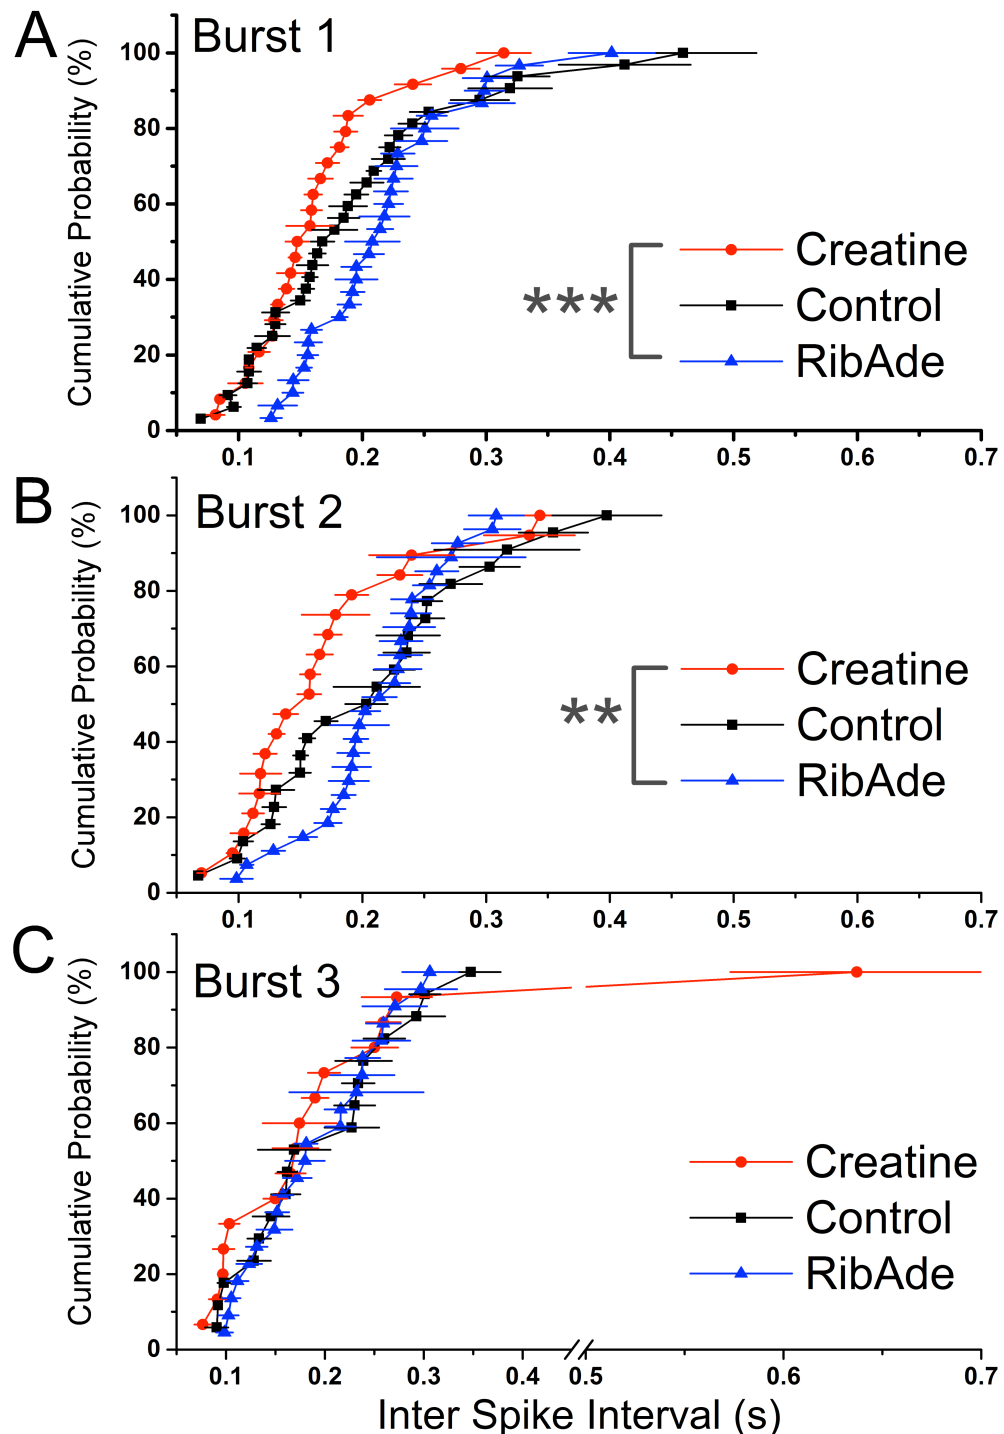 A
Burst 1
Cumulative Probability (%)
100
80
60
40
20
0
0.1 0.2 0.3 0.4 0.5 0.6 0.7
***
Creatine
Control
RibAde
B
Burst 2
Cumulative Probability (%)
100
80
60
40
20
0
0.1 0.2 0.3 0.4 0.5 0.6 0.7
**
Creatine
Control
RibAde
C
Burst 3
Cumulative Probability (%)
100
80
60
40
20
0
0.1 0.2 0.3 0.4 0.5 0.6 0.7
Creatine
Control
RibAde
Inter Spike Interval (s)